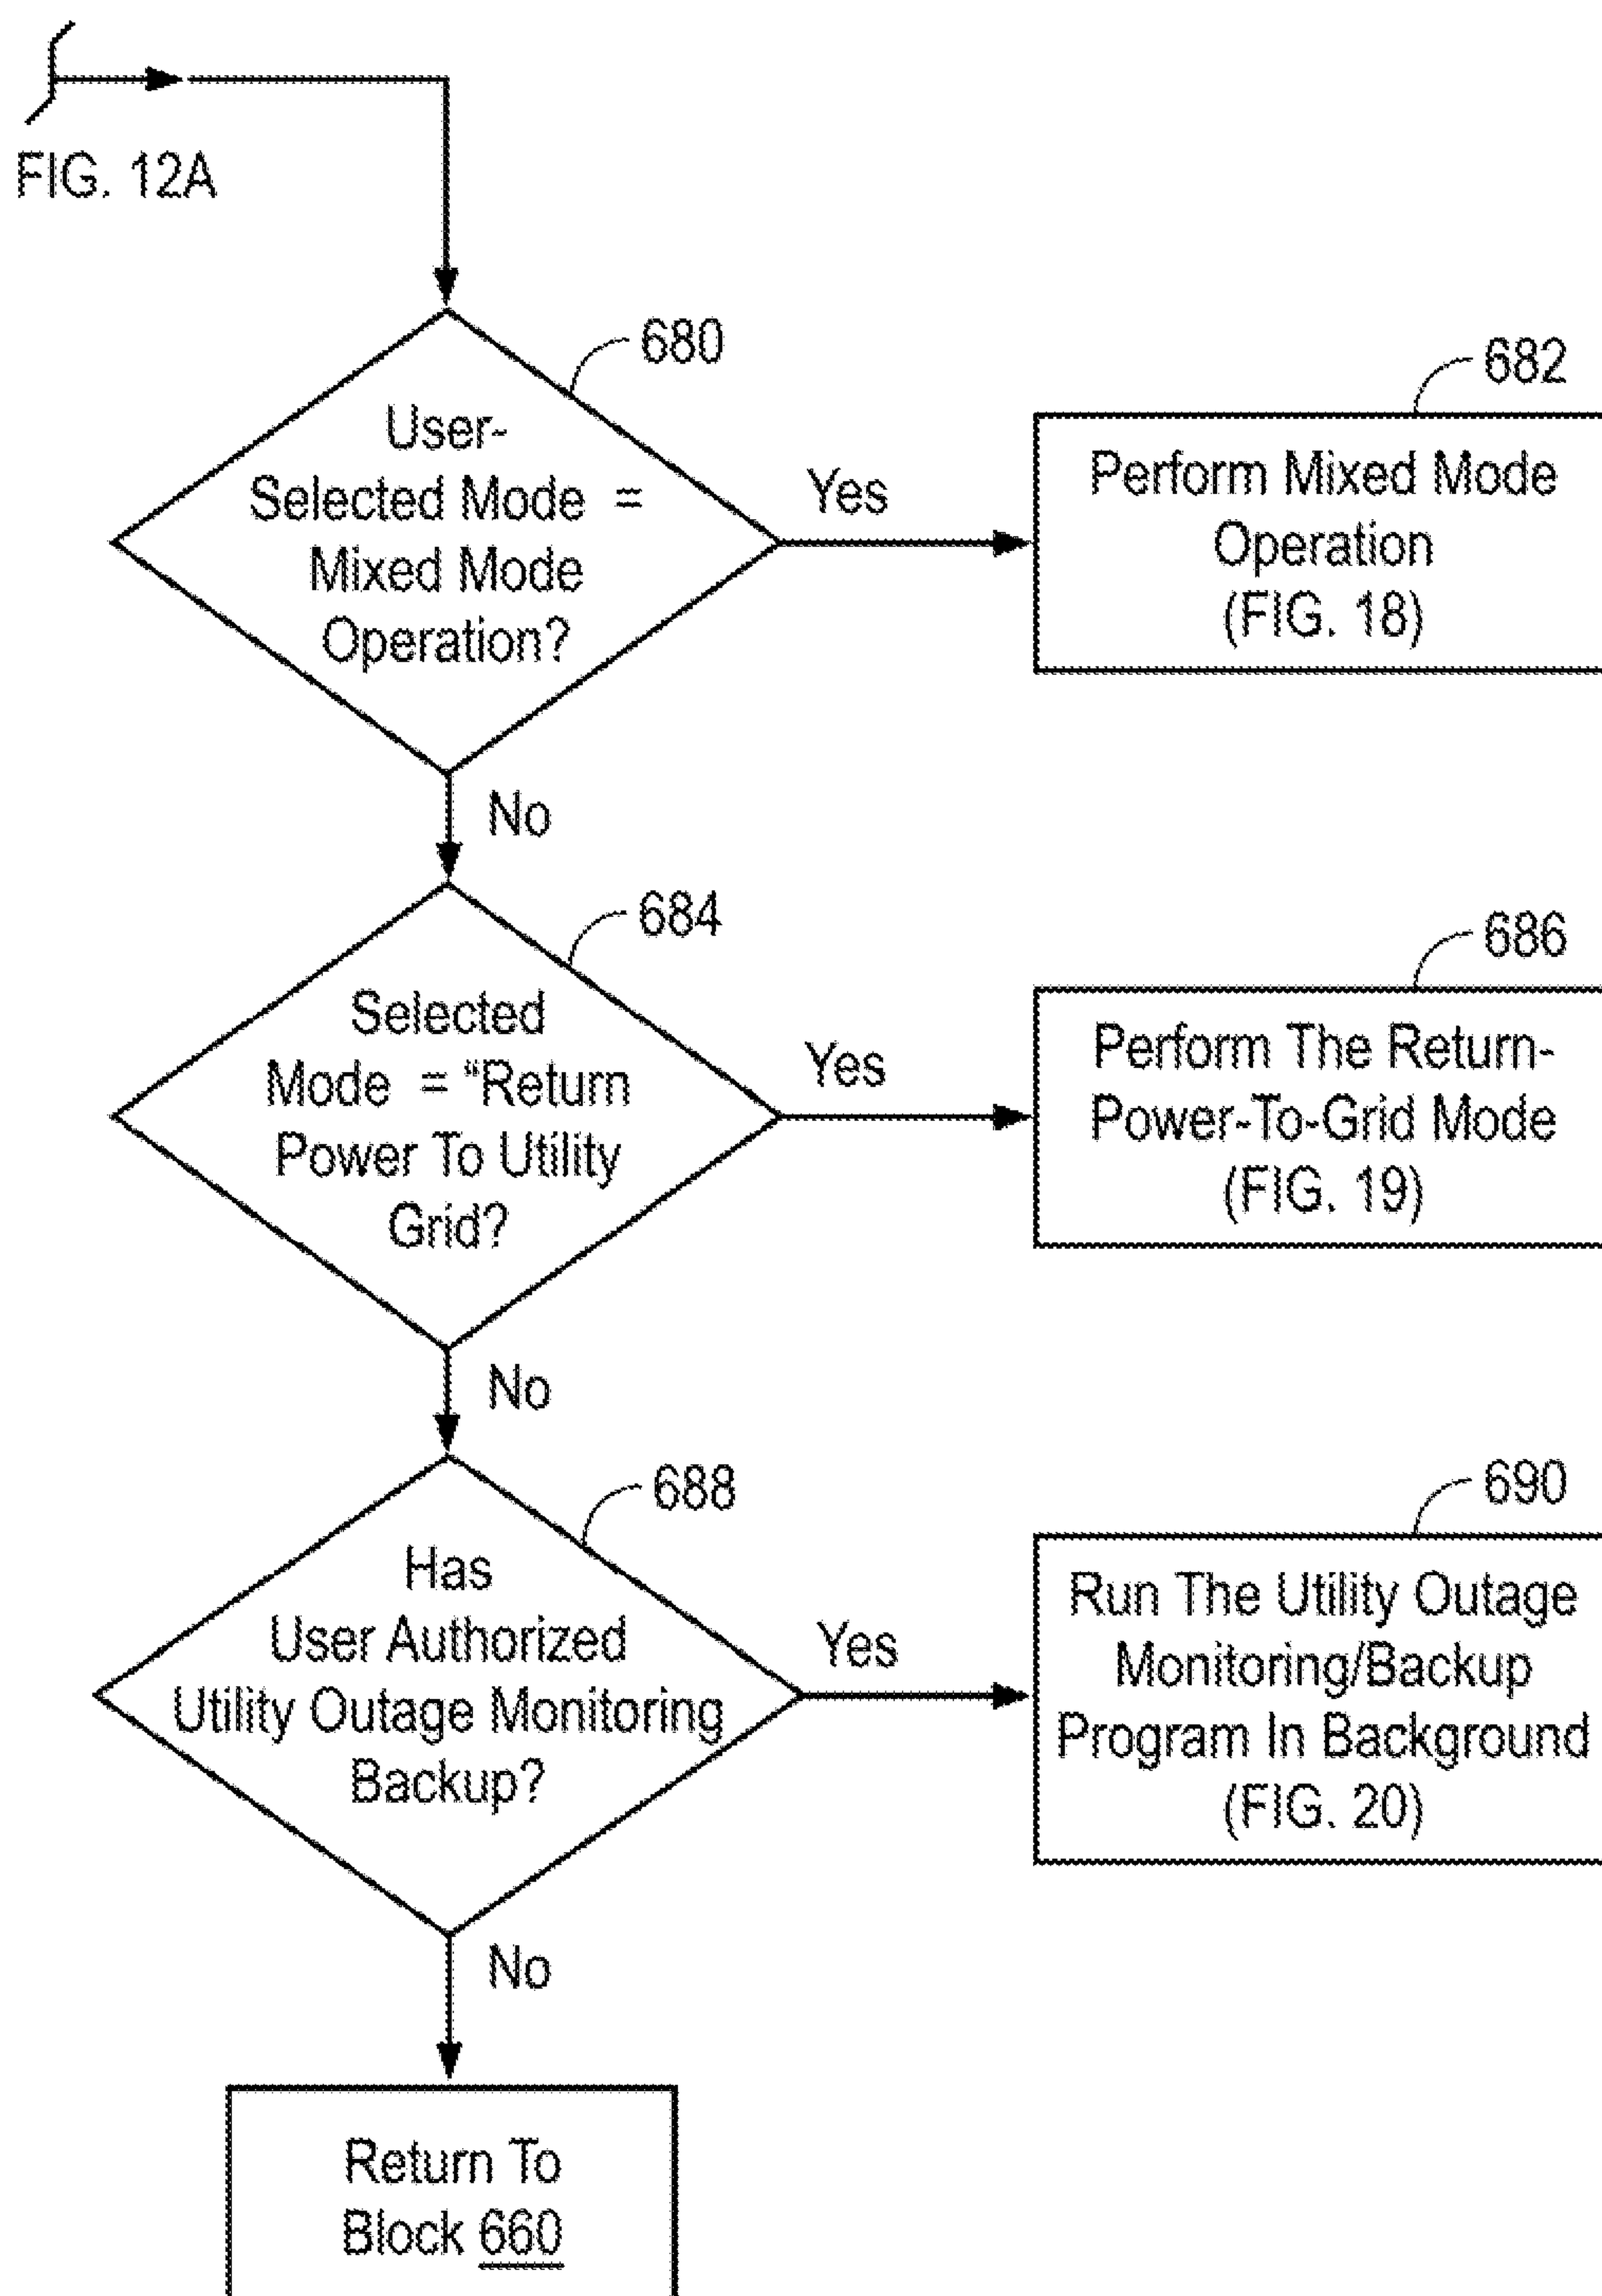 FIG. 12A
680
User-
Selected Mode =
Mixed Mode
Operation?
Yes
682
Perform Mixed Mode
Operation
(FIG. 18)
No
684
Selected
Mode = “Return
Power To Utility
Grid?
Yes
686
Perform The Return-
Power-To-Grid Mode
(FIG. 19)
No
688
Has
User Authorized
Utility Outage Monitoring
Backup?
Yes
690
Run The Utility Outage
Monitoring/Backup
Program In Background
(FIG. 20)
No
Return To
Block 660